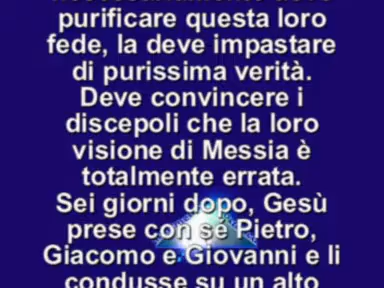 purificare questa loro
fede, la deve impastare
di purissima verità.
Deve convincere i
discepoli che la loro
visione di Messia è
totalmente errata.
Sei giorni dopo, Gesù
prese con sé Pietro,
Giacomo e Giovanni e li
condusse su un alto